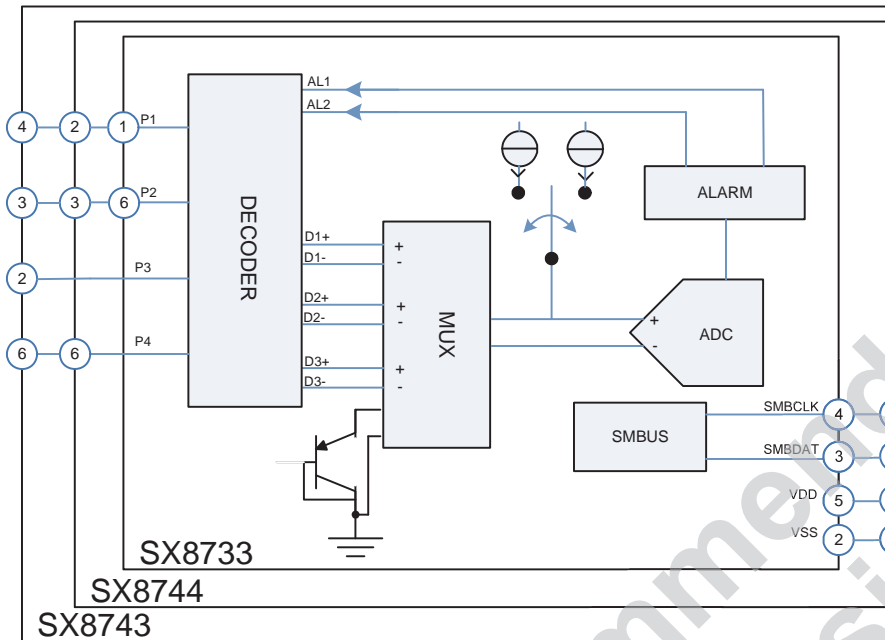 AL1
AL2
4 2 1 P1
3 3 6 P2
2 P3
6 6 P4
DECODER
ALARM
D1+
D1-
D2+
D2-
D3+
D3-
+
-
+
-
+
-
MUX
+
-
ADC
SMBUS
SMBCLK 4
SMBDAT 3
VDD 5
VSS 2
SX8733
SX8744
SX8743